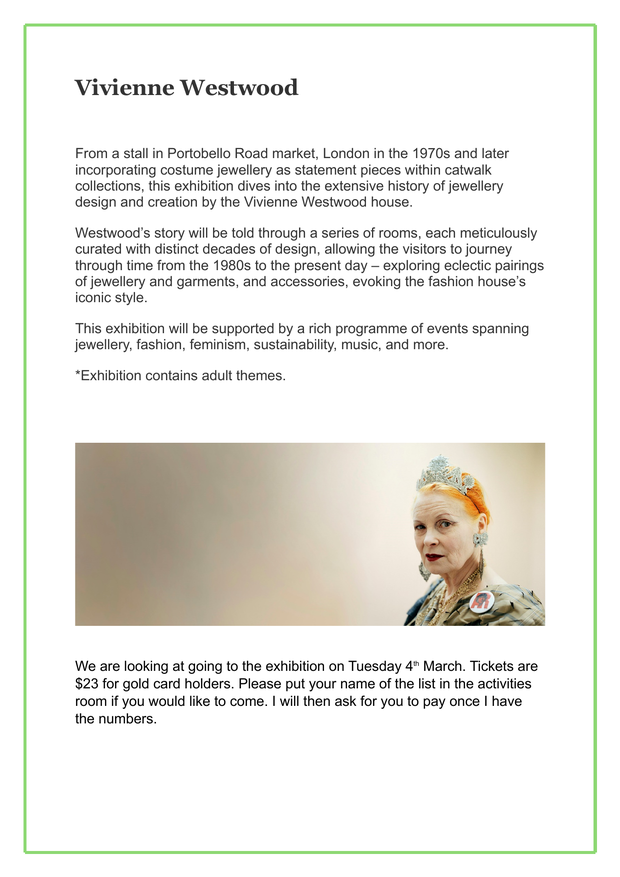 Vivienne Westwood
From a stall in Portobello Road market, London in the 1970s and later
incorporating costume jewellery as statement pieces within catwalk
collections, this exhibition dives into the extensive history of jewellery
design and creation by the Vivienne Westwood house.
Westwood’s story will be told through a series of rooms, each meticulously
curated with distinct decades of design, allowing the visitors to journey
through time from the 1980s to the present day – exploring eclectic pairings
of jewellery and garments, and accessories, evoking the fashion house’s
iconic style.
This exhibition will be supported by a rich programme of events spanning
jewellery, fashion, feminism, sustainability, music, and more.
*Exhibition contains adult themes.
We are looking at going to the exhibition on Tuesday 4th March. Tickets are
$23 for gold card holders. Please put your name of the list in the activities
room if you would like to come. I will then ask for you to pay once I have
the numbers.